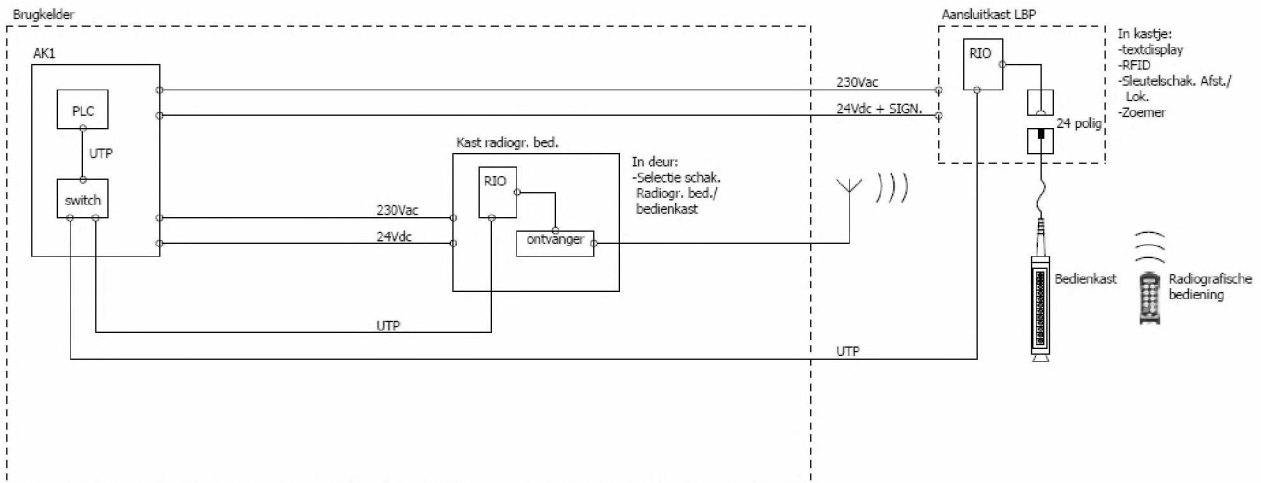 Brugkelder
Aansluitkast LBP
AK1
PLC
UTP
switch
230Vac
24Vdc + SIGN.
RIO
24 polig
In kastje:
-textdisplay
-RFID
-Sleutelschak. Afst./
Lok.
-Zoemer
Kast radiogr. bed.
RIO
ontvanger
In deur:
-Selectie schak.
Radiogr. bed./
bedienkast
230Vac
24Vdc
UTP
UTP
Bedienkast
Radiografische
bediening